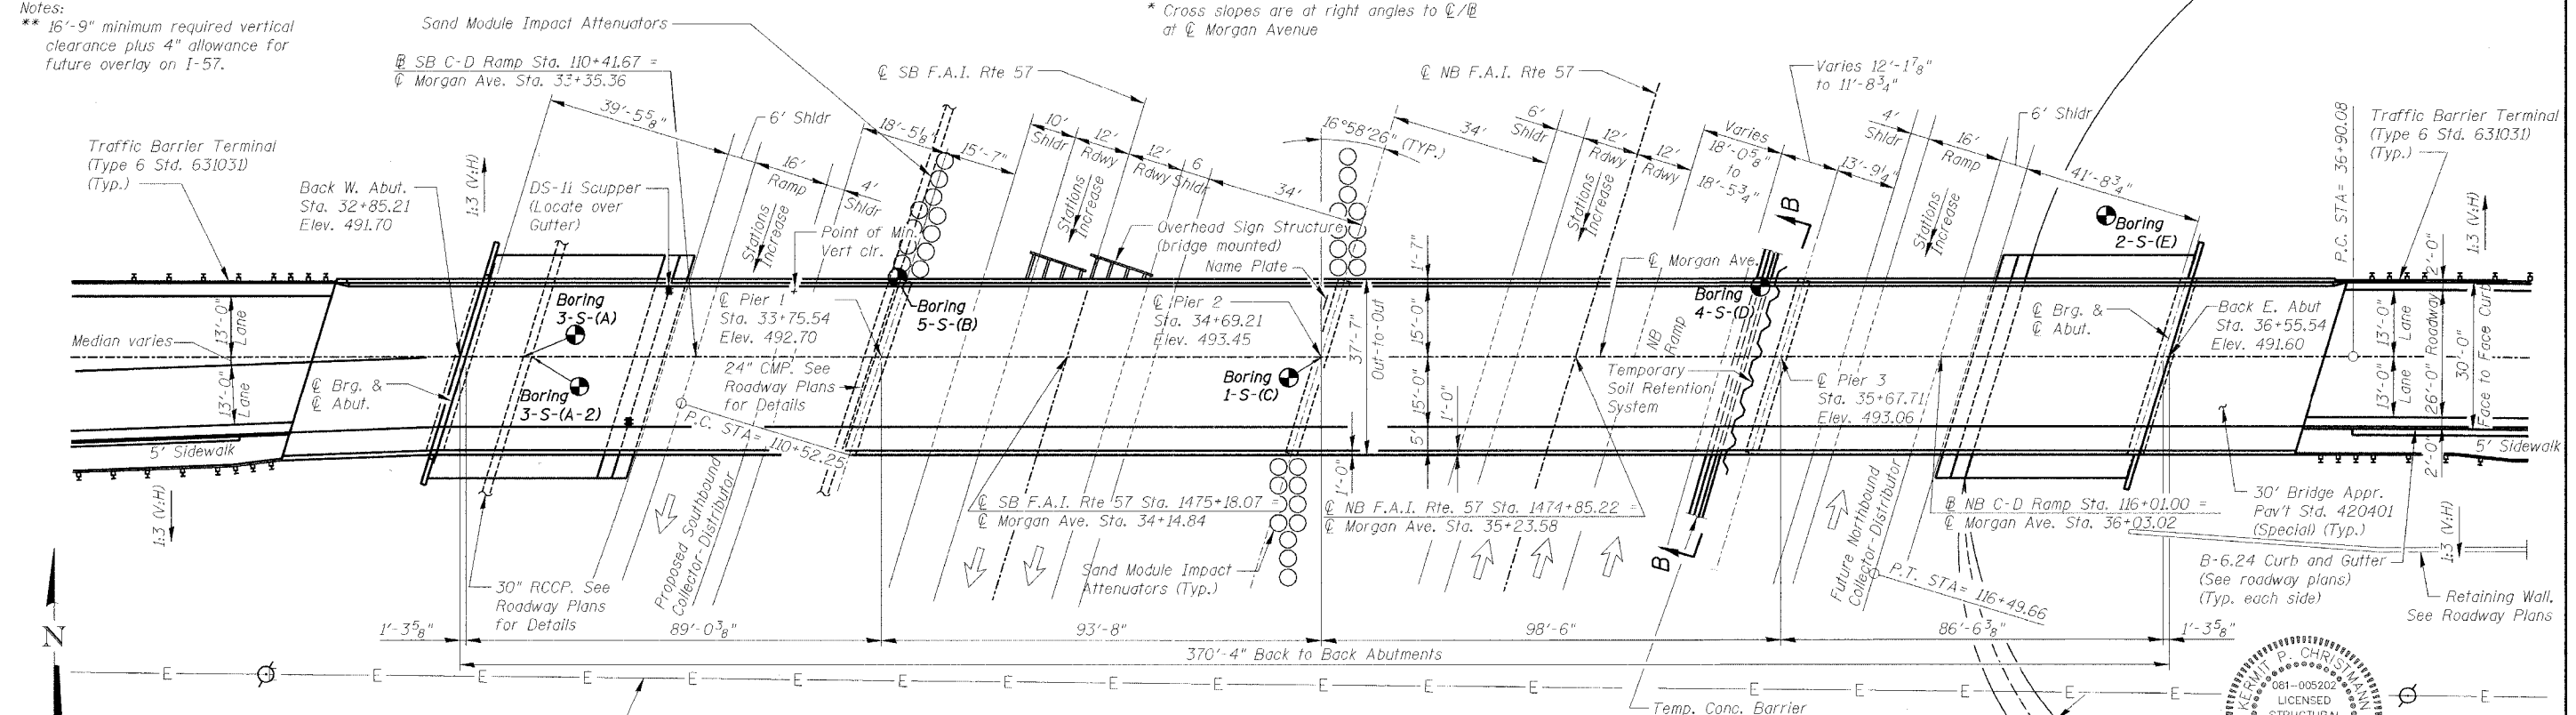 Notes:
** 16'-9" minimum required vertical
clearance plus 4" allowance for
future overlay on I-57.
Sand Module Impact Attenuators
* Cross slopes are at right angles to ℄/B
at ℄ Morgan Avenue
B SB C-D Ramp Sta. 110+41.67 =
℄ Morgan Ave. Sta. 33+35.36
℄ SB F.A.I. Rte 57
℄ NB F.A.I. Rte 57
Varies 12'-1⅞"
to 11'-8¾"
Traffic Barrier Terminal
(Type 6 Std. 631031)
(Typ.)
Back W. Abut.
Sta. 32+85.21
Elev. 491.70
1:3 (V:H)
DS-11 Scupper
(Locate over
Gutter)
39'-5⅝"
6' Shldr
16'
Ramp
4'
Shldr
Stations
Increase
18'-5⅛"
15'-7"
Point of Min.
Vert clr.
10'
Shldr
12'
Rdwy
12'
Rdwy
6
Shldr
34'
Stations
Increase
Overhead Sign Structure
(bridge mounted)
Name Plate
16°58'26" (TYP.)
34'
6'
Shldr
12'
Rdwy
12'
Rdwy
Stations
Increase
Varies
18'-0⅝"
to
18'-5¾"
13'-9¼"
4'
Shldr
16'
Ramp
6' Shldr
41'-8¾"
Stations
Increase
B
Boring
2-S-(E)
P.C. STA= 36+90.08
Traffic Barrier Terminal
(Type 6 Std. 631031)
(Typ.)
1:3 (V:H)
2'-0"
1'-7"
℄ Morgan Ave.
13'-0"
Lane
Median varies
13'-0"
Lane
Boring
3-S-(A)
Boring
3-S-(A-2)
℄ Brg. &
℄ Abut.
℄ Pier 1
Sta. 33+75.54
Elev. 492.70
24" CMP. See
Roadway Plans
for Details
Boring
5-S-(B)
℄ Pier 2
Sta. 34+69.21
Elev. 493.45
Boring
1-S-(C)
37'-7"
Out-to-Out
15'-0"
15'-0"
5'
1'-0"
1'-0"
Boring
4-S-(D)
NB
Ramp
Temporary
Soil Retention
System
℄ Pier 3
Sta. 35+67.71
Elev. 493.06
℄ Brg. &
℄ Abut.
Back E. Abut
Sta. 36+55.54
Elev. 491.60
13'-0"
Lane
13'-0"
Lane
26'-0" Roadway
30'-0"
Face to Face Curb
2'-0"
5' Sidewalk
5' Sidewalk
1:3 (V:H)
P.C. STA= 110+52.25
Proposed Southbound
Collector-Distributor
30" RCCP. See
Roadway Plans
for Details
℄ SB F.A.I. Rte 57 Sta. 1475+18.07 =
℄ Morgan Ave. Sta. 34+14.84
Sand Module Impact
Attenuators (Typ.)
℄ NB F.A.I. Rte. 57 Sta. 1474+85.22 =
℄ Morgan Ave. Sta. 35+23.58
B
Future Northbound
Collector-Distributor
B NB C-D Ramp Sta. 116+01.00 =
℄ Morgan Ave. Sta. 36+03.02
P.T. STA= 116+49.66
30' Bridge Appr.
Pav't Std. 420401
(Special) (Typ.)
1:3 (V:H)
B-6.24 Curb and Gutter
(See roadway plans)
(Typ. each side)
Retaining Wall.
See Roadway Plans
N
1'-3⅝"
89'-0⅜"
93'-8"
98'-6"
86'-6⅜"
1'-3⅝"
370'-4" Back to Back Abutments
E E E E E E E E E E E E E E E E E E E E E
Temp. Conc. Barrier
KERMIT P. CHRISTMANN
081-005202
LICENSED
STRUCTURAL